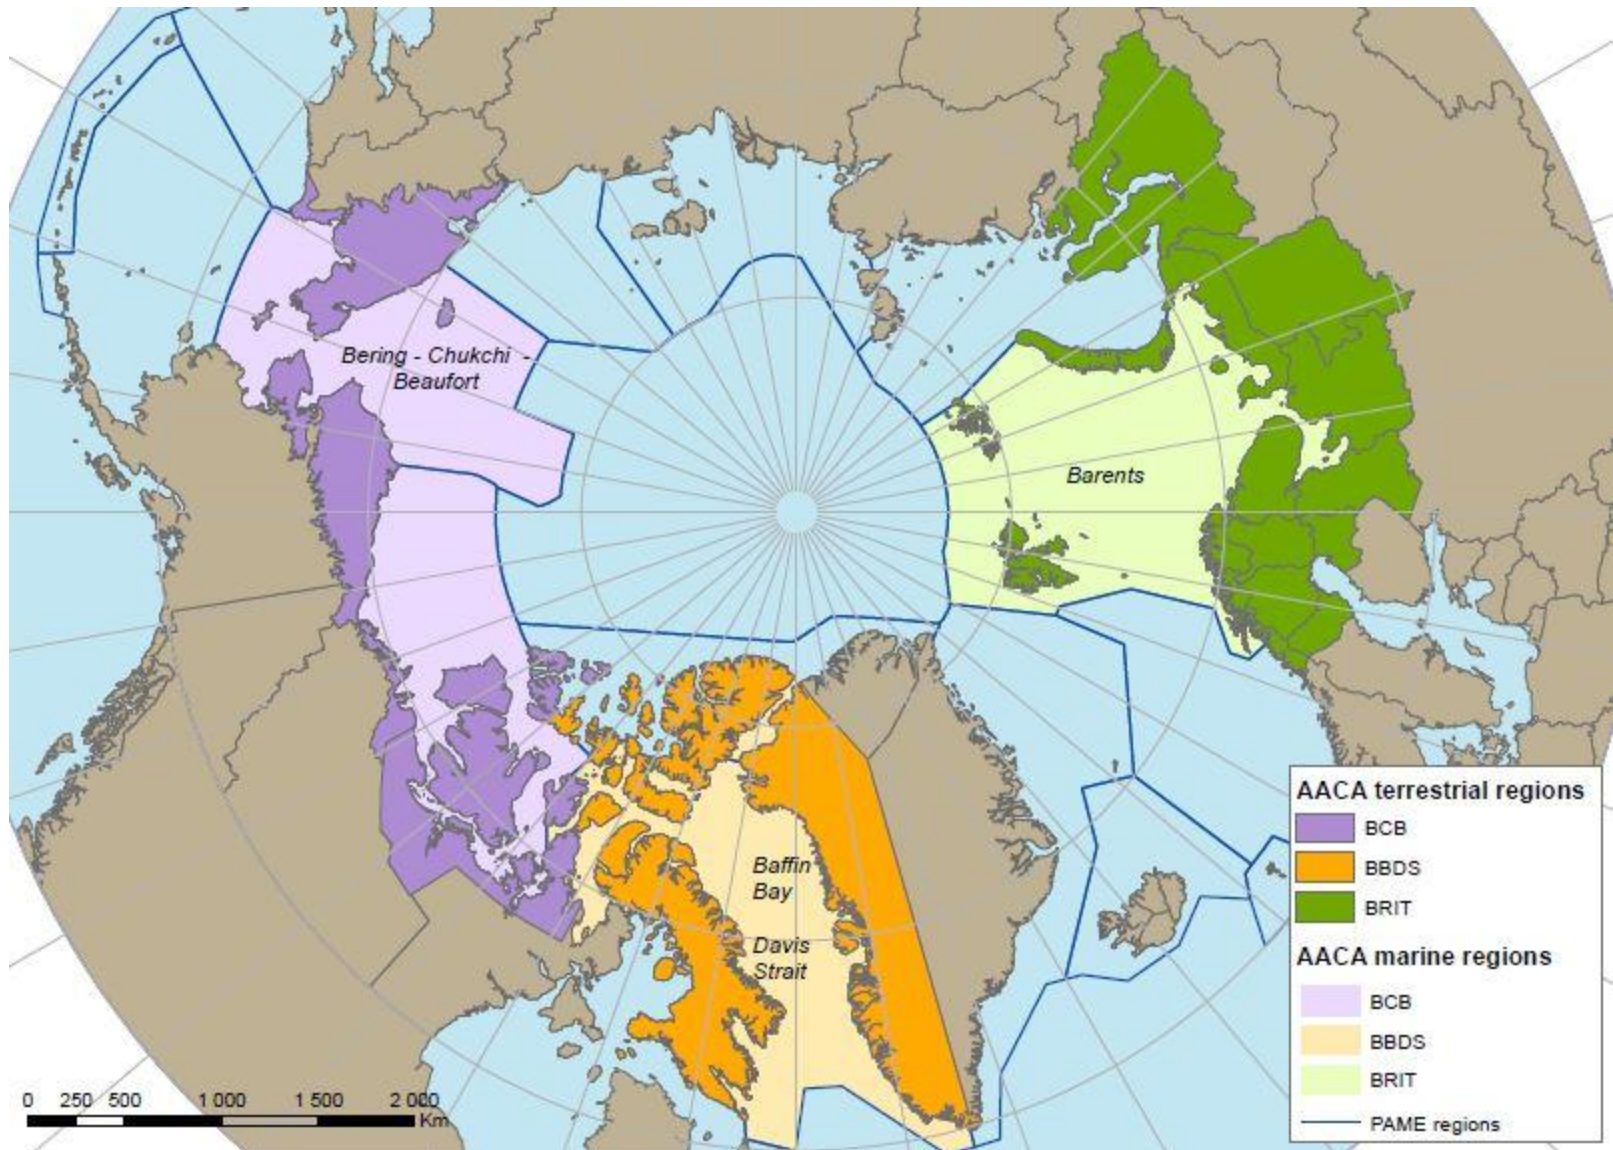 Bering - Chukchi -
Beaufort
Barents
Baffin
Bay
Davis
Strait
AACA terrestrial regions
BCB
BBDS
BRIT
AACA marine regions
BCB
BBDS
BRIT
PAME regions
0 250 500 1 000 1 500 2 000
Km